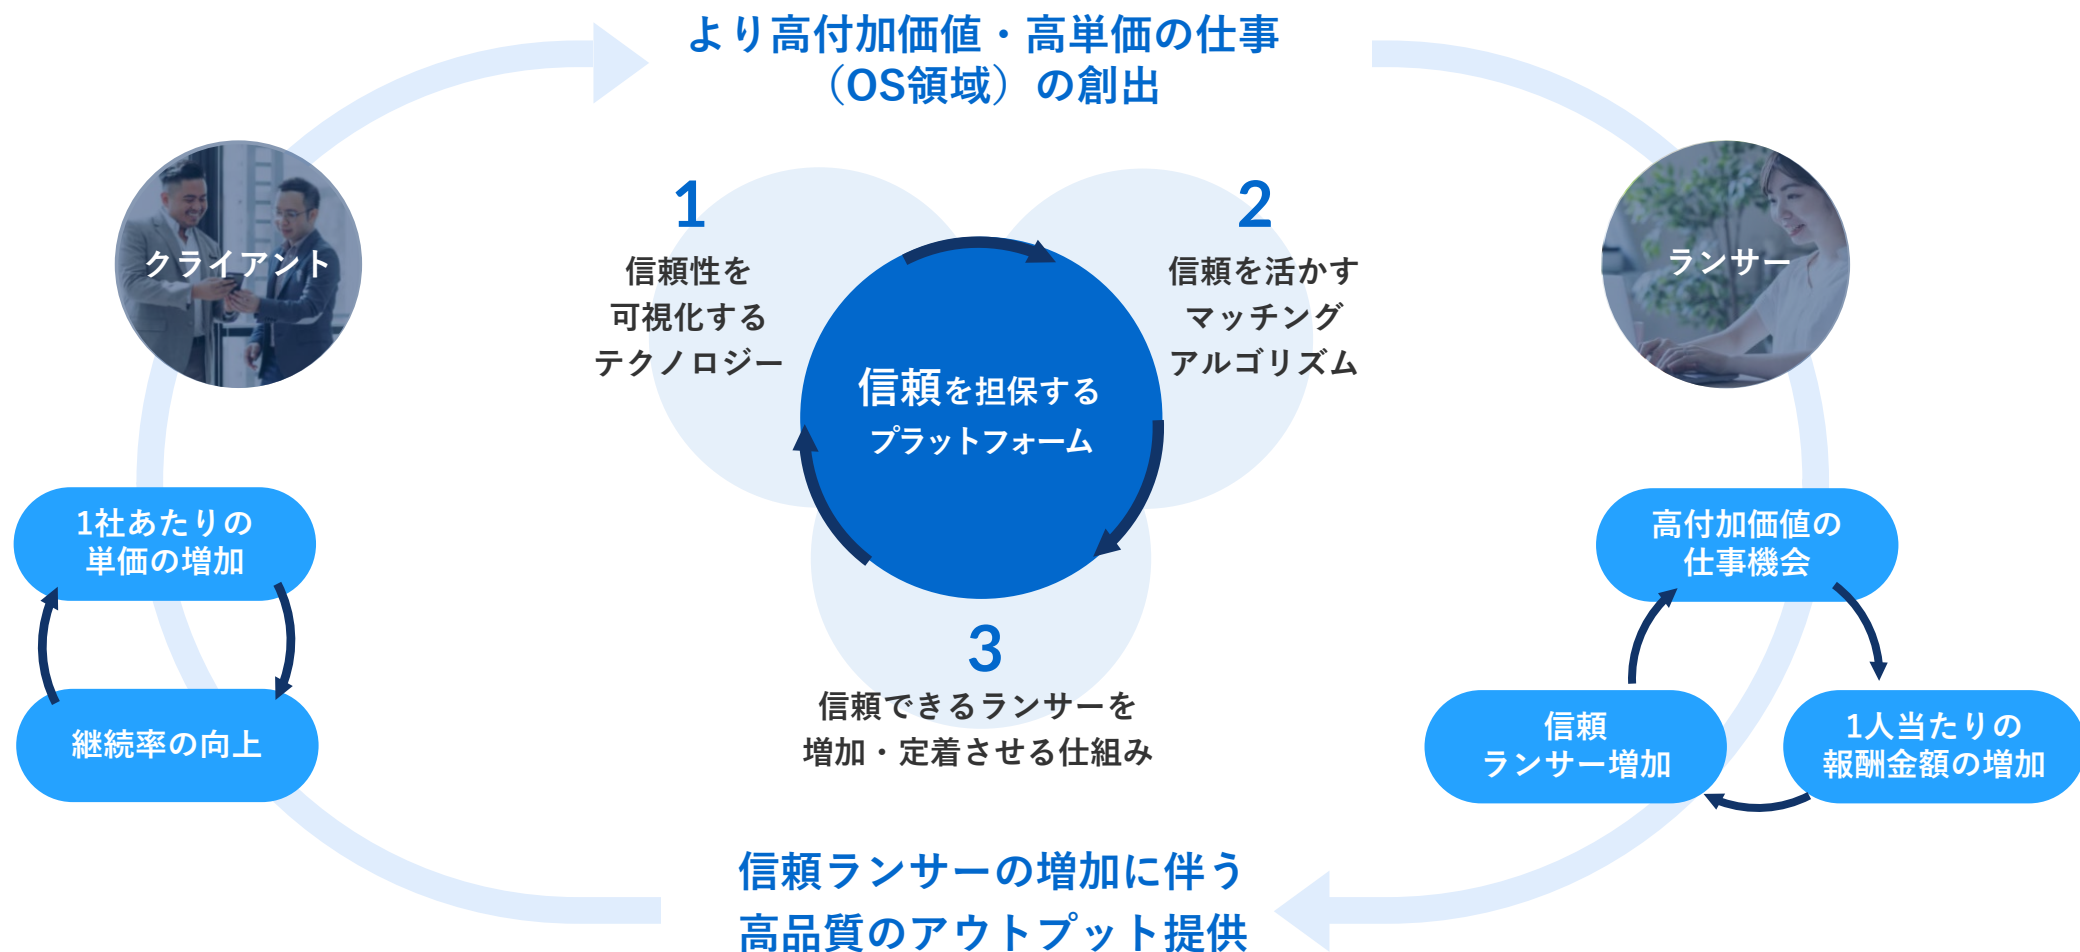 より高付加価値・高単価の仕事
（OS領域）の創出
クライアント
1
信頼性を
可視化する
テクノロジー
2
信頼を活かす
マッチング
アルゴリズム
ランサー
信頼を担保する
プラットフォーム
3
信頼できるランサーを
増加・定着させる仕組み
1社あたりの
単価の増加
継続率の向上
高付加価値の
仕事機会
1人当たりの
報酬金額の増加
信頼
ランサー増加
信頼ランサーの増加に伴う
高品質のアウトプット提供